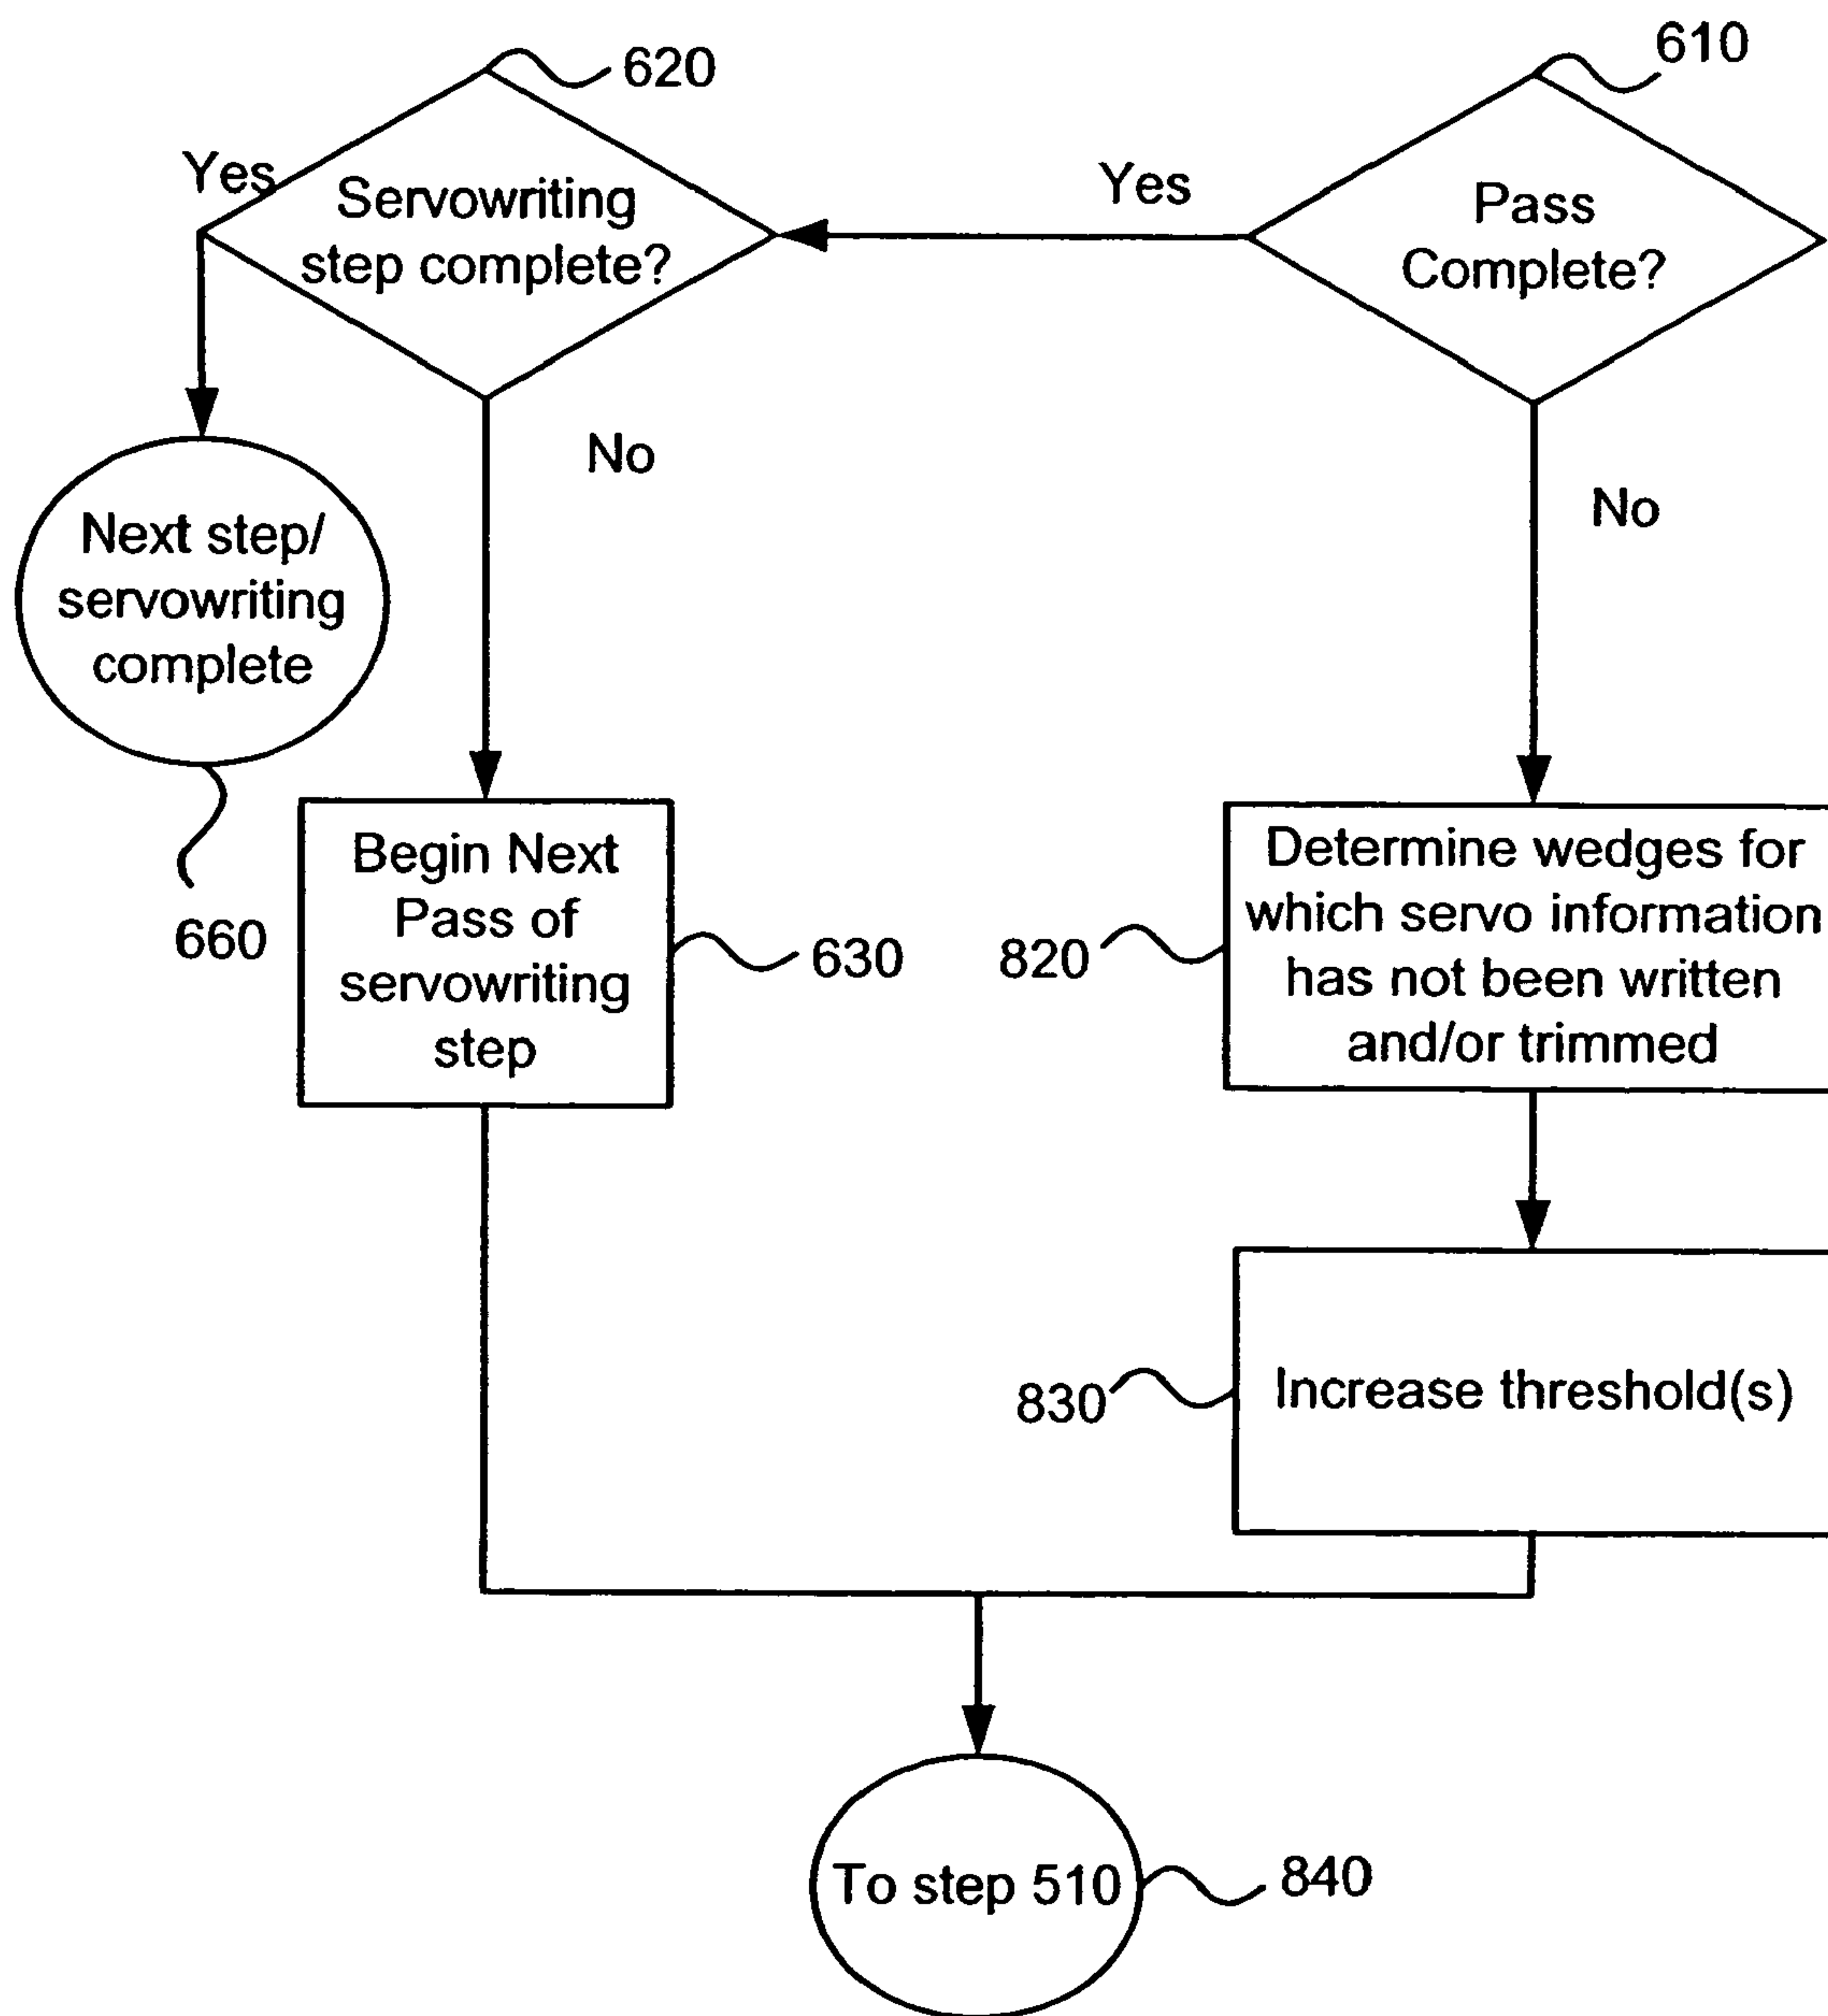 620
610
Yes
Servowriting
step complete?
Yes
Pass
Complete?
No
No
Next step/
servowriting
complete
660
Begin Next
Pass of
servowriting
step
630
820
Determine wedges for
which servo information
has not been written
and/or trimmed
830
Increase threshold(s)
To step 510
840